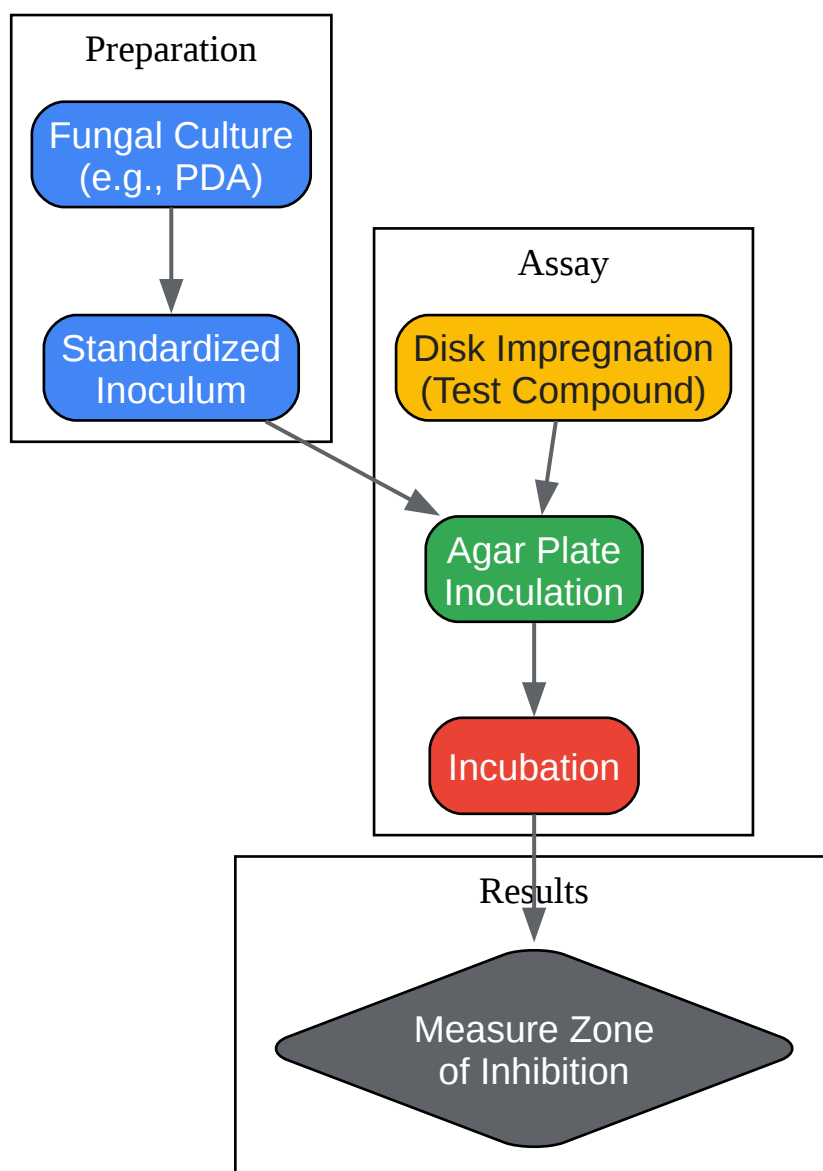 Preparation
Fungal Culture
(e.g., PDA)
Standardized
Inoculum
Assay
Disk Impregnation
(Test Compound)
Agar Plate
Inoculation
Incubation
Results
Measure Zone
of Inhibition